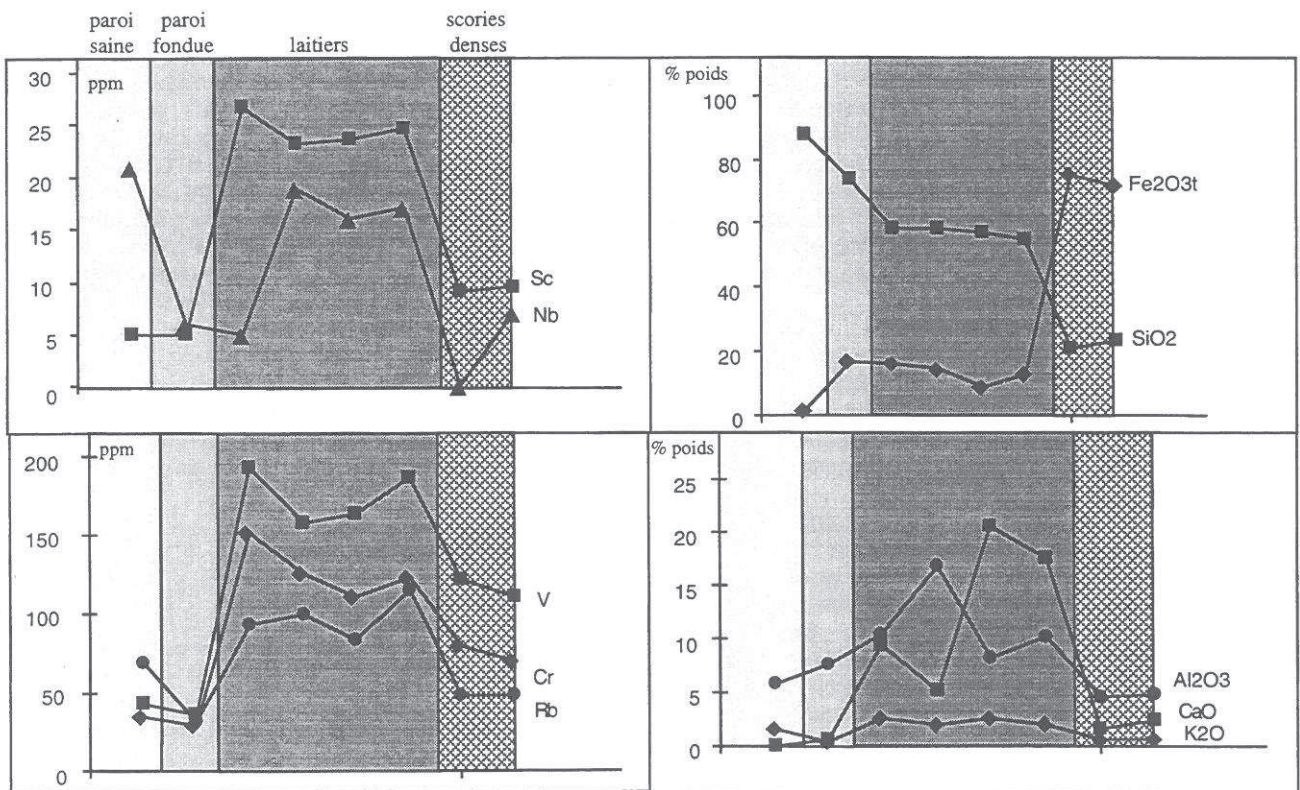 paroi saine
paroi fondue
laitiers
scories denses
ppm
30
25
20
15
10
5
0
Sc
Nb
% poids
100
80
60
40
20
0
Fe2O3t
SiO2
ppm
200
150
100
50
0
V
Cr
Rb
% poids
25
20
15
10
5
0
Al2O3
CaO
K2O